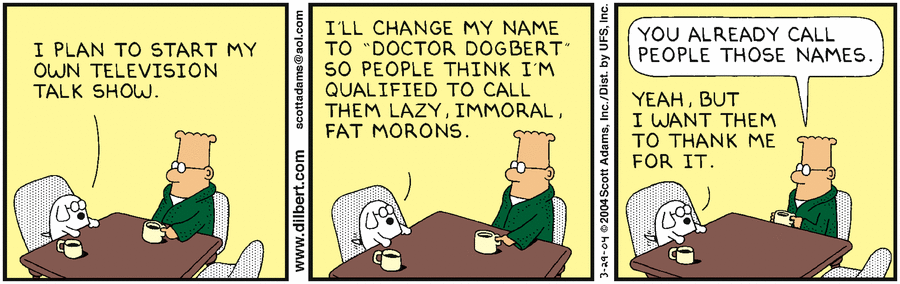 I PLAN TO START MY
OWN TELEVISION
TALK SHOW.
www.dilbert.com
scottadams@aol.com
I'LL CHANGE MY NAME
TO "DOCTOR DOGBERT"
SO PEOPLE THINK I'M
QUALIFIED TO CALL
THEM LAZY, IMMORAL,
FAT MORONS.
3-29-04 © 2004 Scott Adams, Inc./Dist. by UFS, Inc.
YOU ALREADY CALL
PEOPLE THOSE NAMES.
YEAH, BUT
I WANT THEM
TO THANK ME
FOR IT.